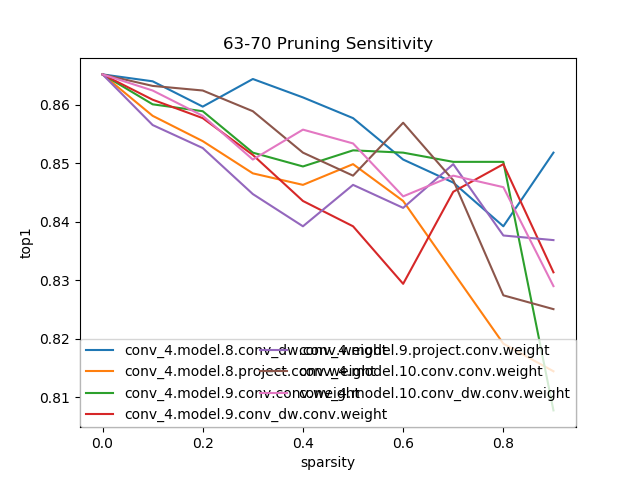 63-70 Pruning Sensitivity
top1
0.86
0.85
0.84
0.83
0.82
0.81
conv_4.model.8.conv_dw.conv.weight
conv_4.model.8.project.conv.weight
conv_4.model.9.conv.conv.weight
conv_4.model.9.conv_dw.conv.weight
conv_4.model.9.project.conv.weight
conv_4.model.10.conv.conv.weight
conv_4.model.10.conv_dw.conv.weight
0.0 0.2 0.4 0.6 0.8
sparsity